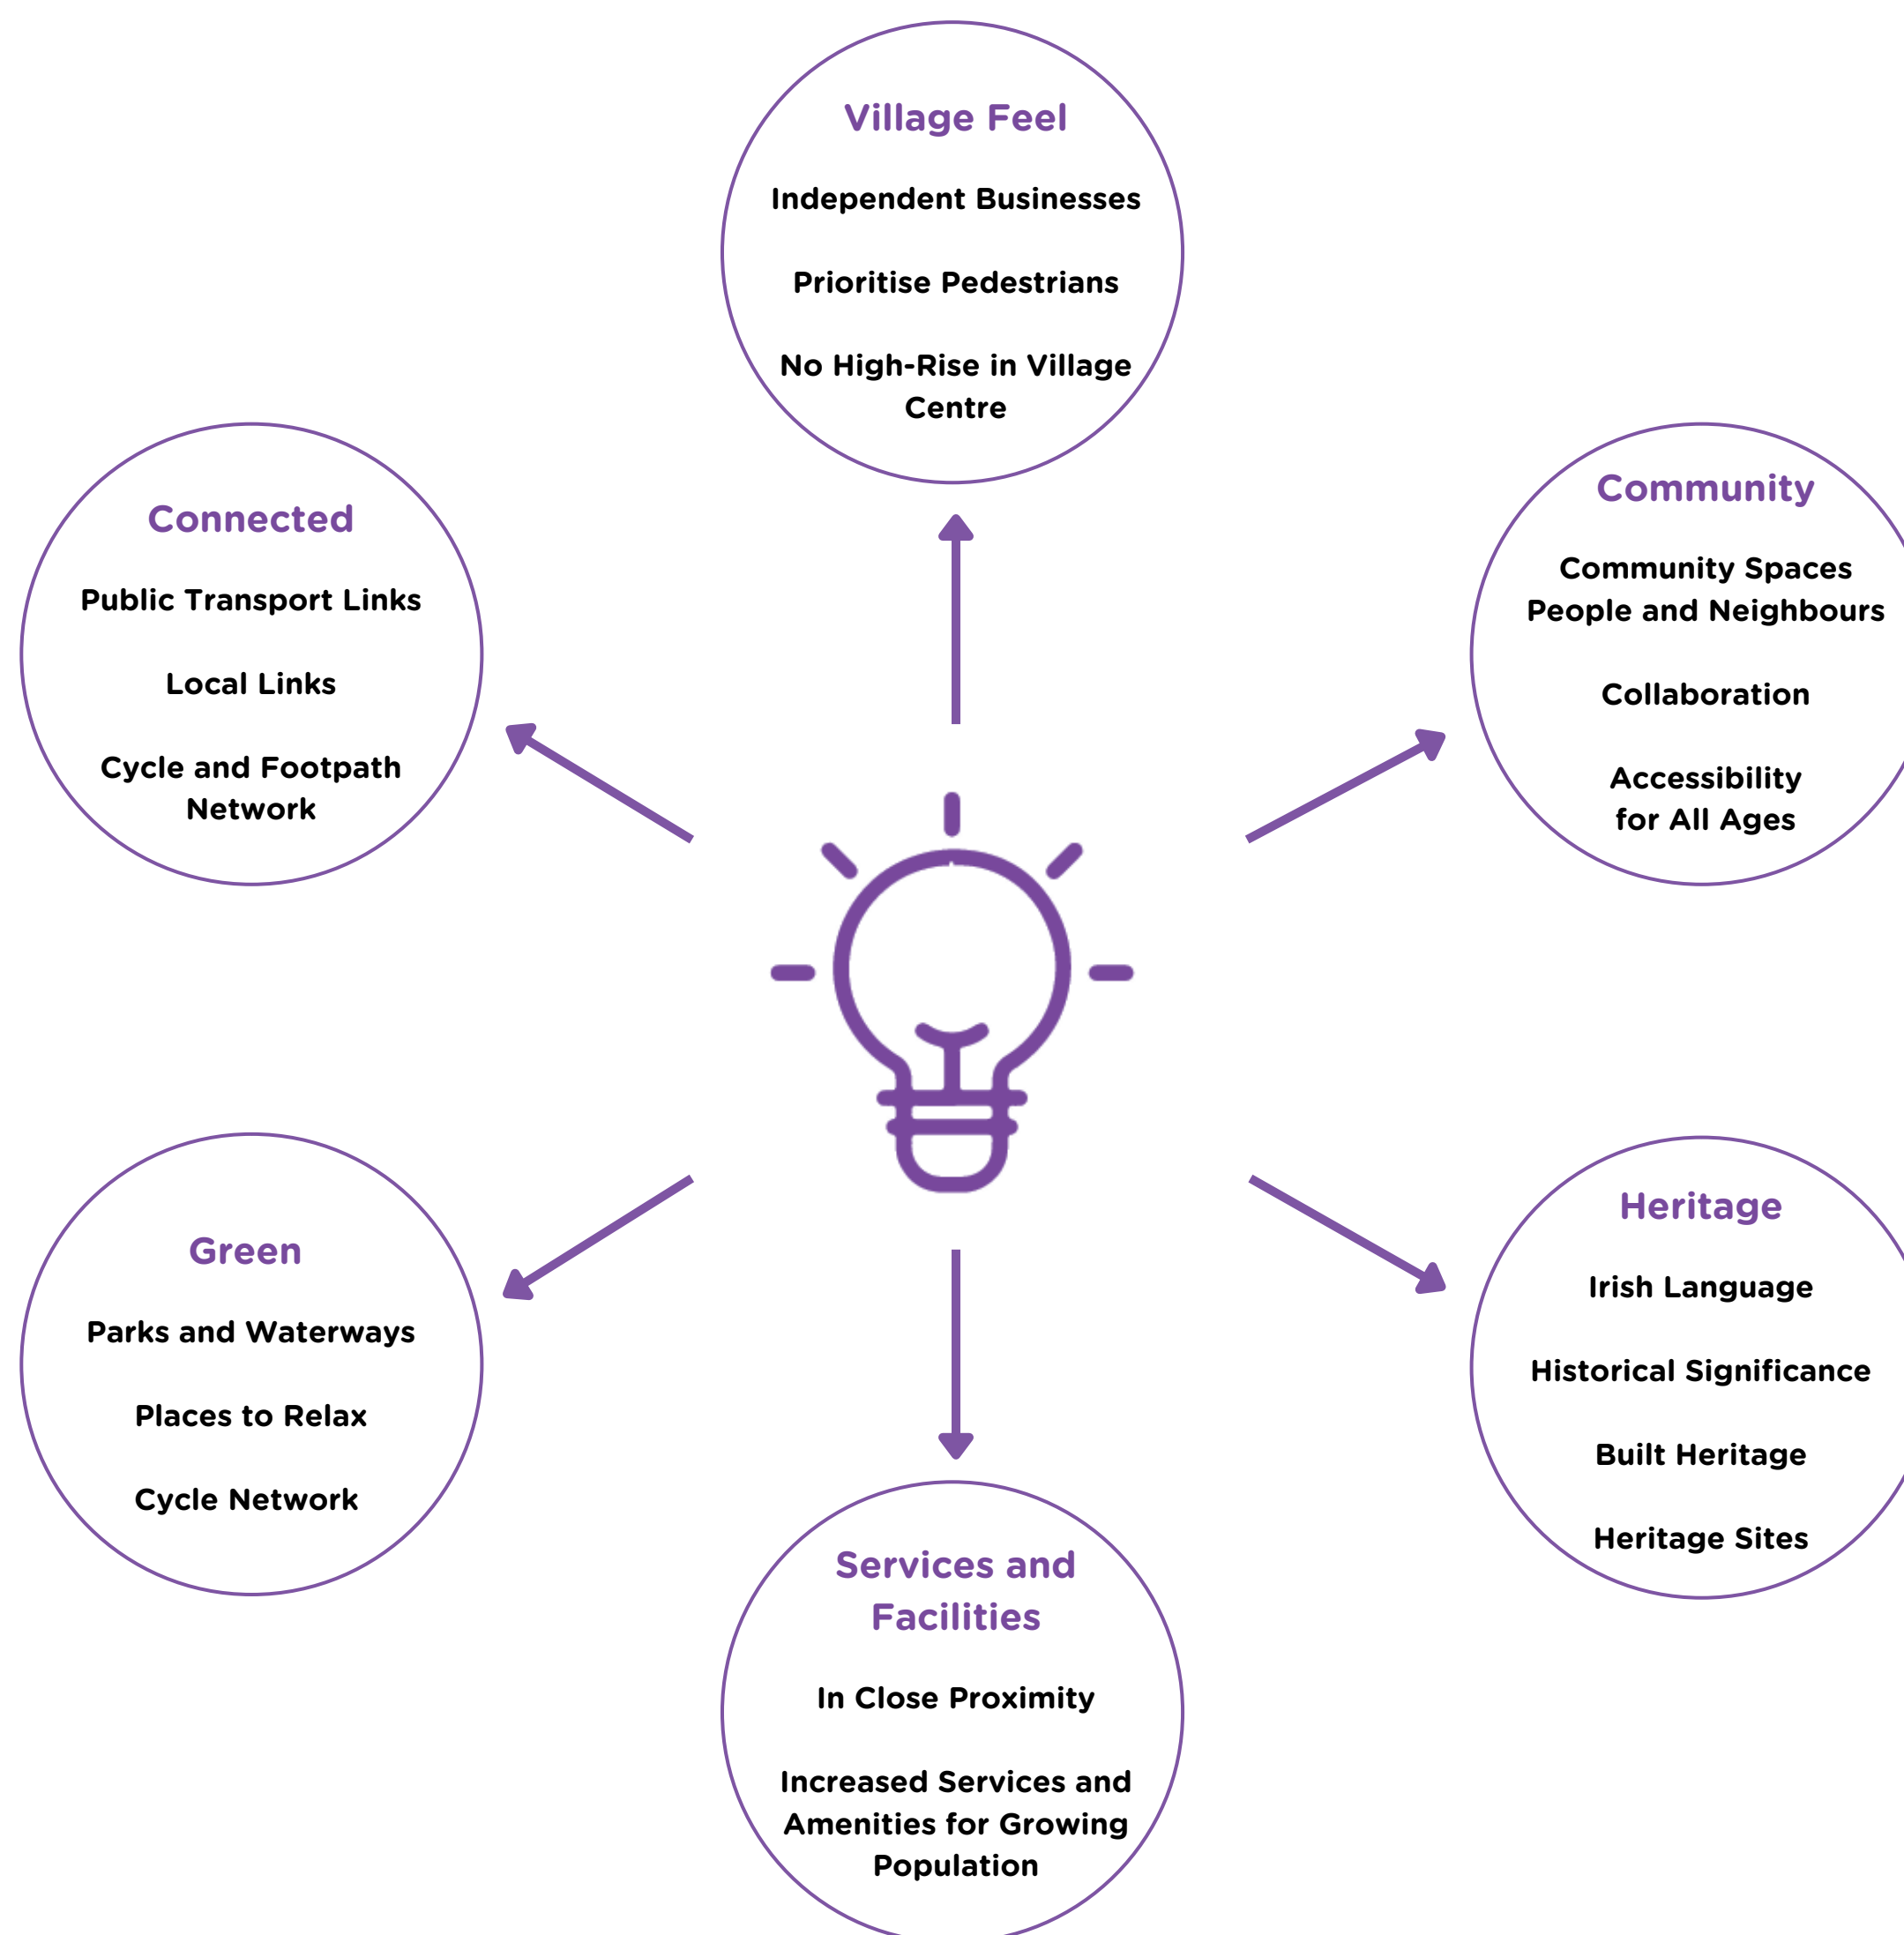 Village Feel
Independent Businesses
Prioritise Pedestrians
No High-Rise in Village
Centre
Connected
Public Transport Links
Local Links
Cycle and Footpath
Network
Community
Community Spaces
People and Neighbours
Collaboration
Accessibility
for All Ages
Green
Parks and Waterways
Places to Relax
Cycle Network
Heritage
Irish Language
Historical Significance
Built Heritage
Heritage Sites
Services and
Facilities
In Close Proximity
Increased Services and
Amenities for Growing
Population